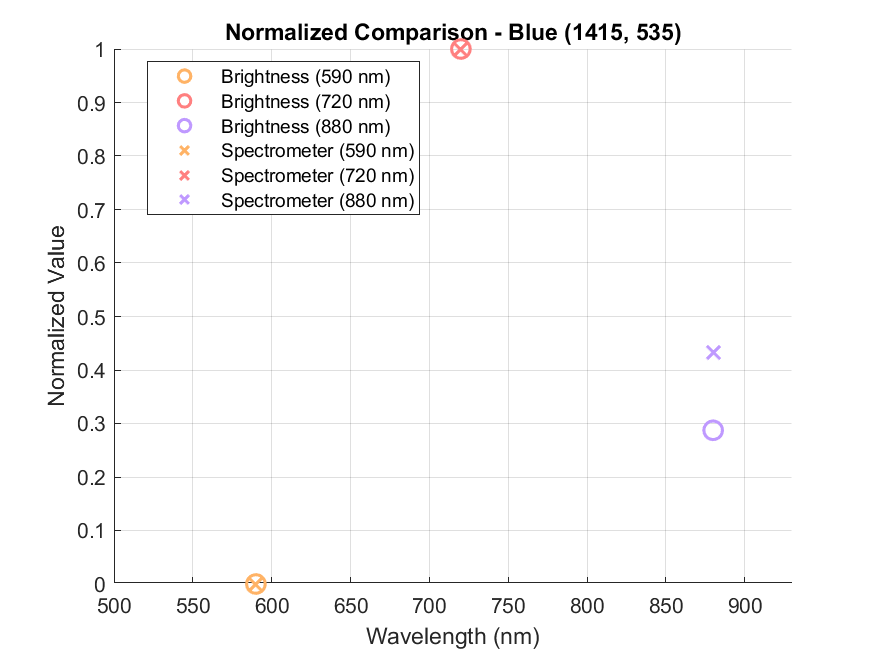 Normalized Comparison - Blue (1415, 535)
Brightness (590 nm)
Brightness (720 nm)
Brightness (880 nm)
Spectrometer (590 nm)
Spectrometer (720 nm)
Spectrometer (880 nm)
Normalized Value
1
0.9
0.8
0.7
0.6
0.5
0.4
0.3
0.2
0.1
0
500 550 600 650 700 750 800 850 900
Wavelength (nm)